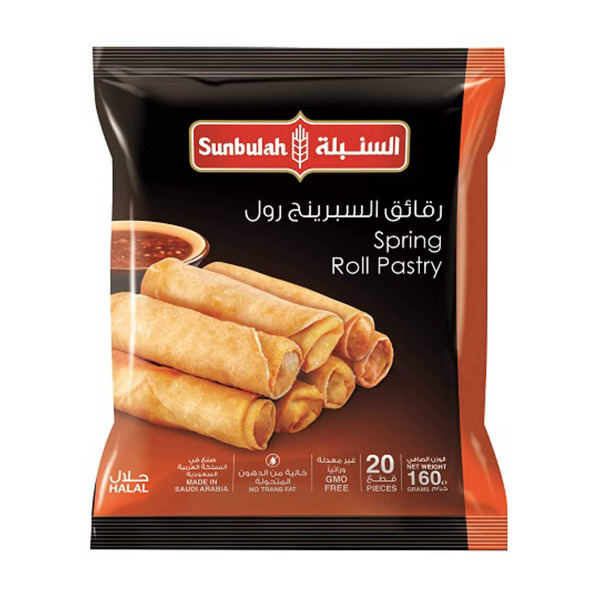 Sunbulah السنبلة
رقائق السبرينج رول
Spring
Roll Pastry
حلال
HALAL
صنع في
المملكة العربية
السعودية
MADE IN
SAUDI ARABIA
خالية من الدهون
المتحولة
NO TRANS FAT
غير معدلة
وراثياً
GMO
FREE
20
قطع
PIECES
الوزن الصافي
NET WEIGHT
160
GRAMS جرام